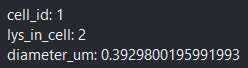 cell_id: 1
lys_in_cell: 2
diameter_um: 0.3929800195991993